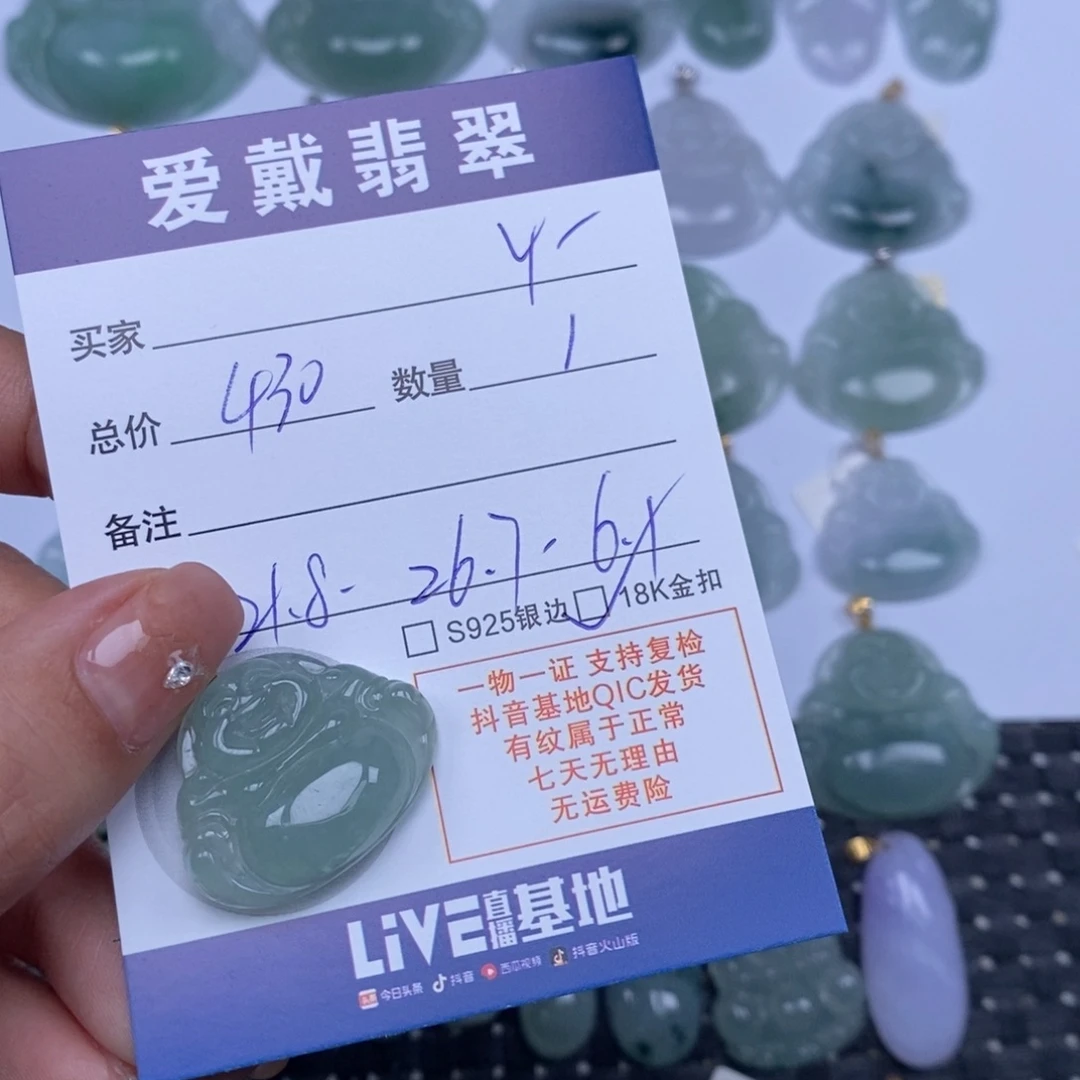 爱戴翡翠
买家 y-
总价 430 数量 1
备注
21.8- 26.7- 6.1
S925银边 18K金扣
一物一证 支持复检
抖音基地QIC发货
有纹属于正常
七天无理由
无运费险
LiVE直播基地
今日头条 抖音 西瓜视频 抖音火山版